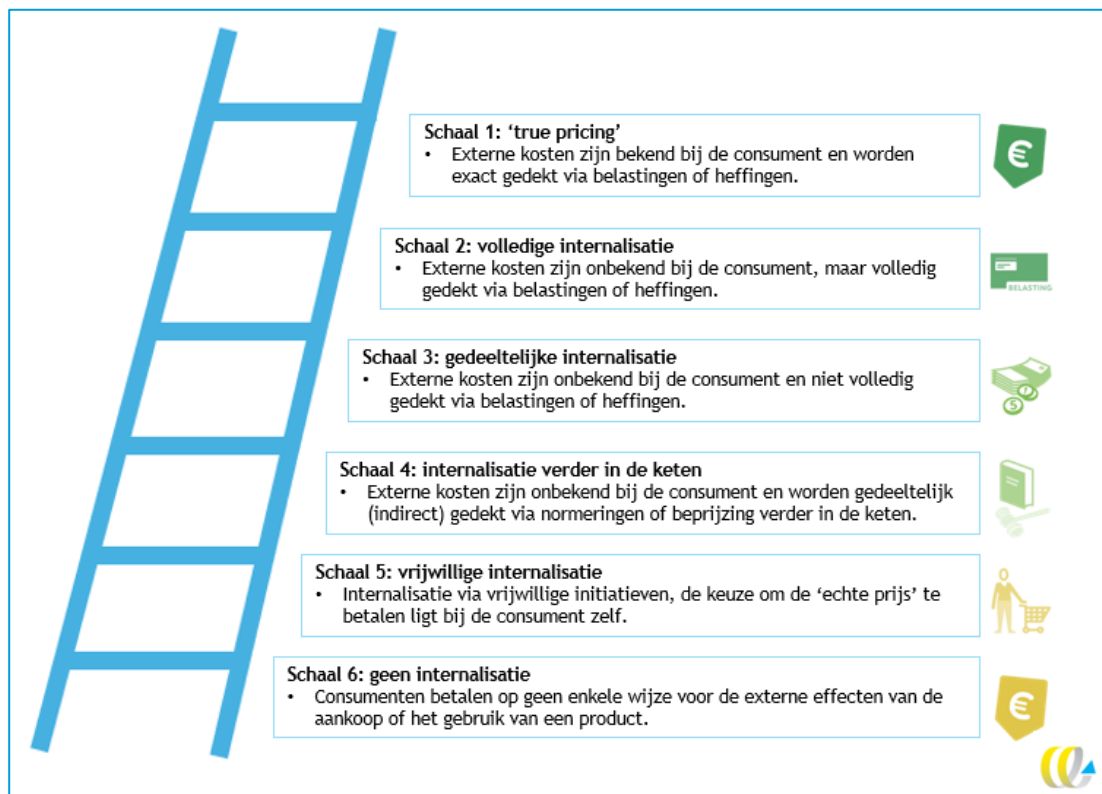 Schaal 1: ‘true pricing’
• Externe kosten zijn bekend bij de consument en worden
exact gedekt via belastingen of heffingen.
€
Schaal 2: volledige internalisatie
• Externe kosten zijn onbekend bij de consument, maar volledig
gedekt via belastingen of heffingen.
BELASTING
Schaal 3: gedeeltelijke internalisatie
• Externe kosten zijn onbekend bij de consument en niet volledig
gedekt via belastingen of heffingen.
Schaal 4: internalisatie verder in de keten
• Externe kosten zijn onbekend bij de consument en worden gedeeltelijk
(indirect) gedekt via normeringen of beprijzing verder in de keten.
Schaal 5: vrijwillige internalisatie
• Internalisatie via vrijwillige initiatieven, de keuze om de ‘echte prijs’ te
betalen ligt bij de consument zelf.
Schaal 6: geen internalisatie
• Consumenten betalen op geen enkele wijze voor de externe effecten van de
aankoop of het gebruik van een product.
€